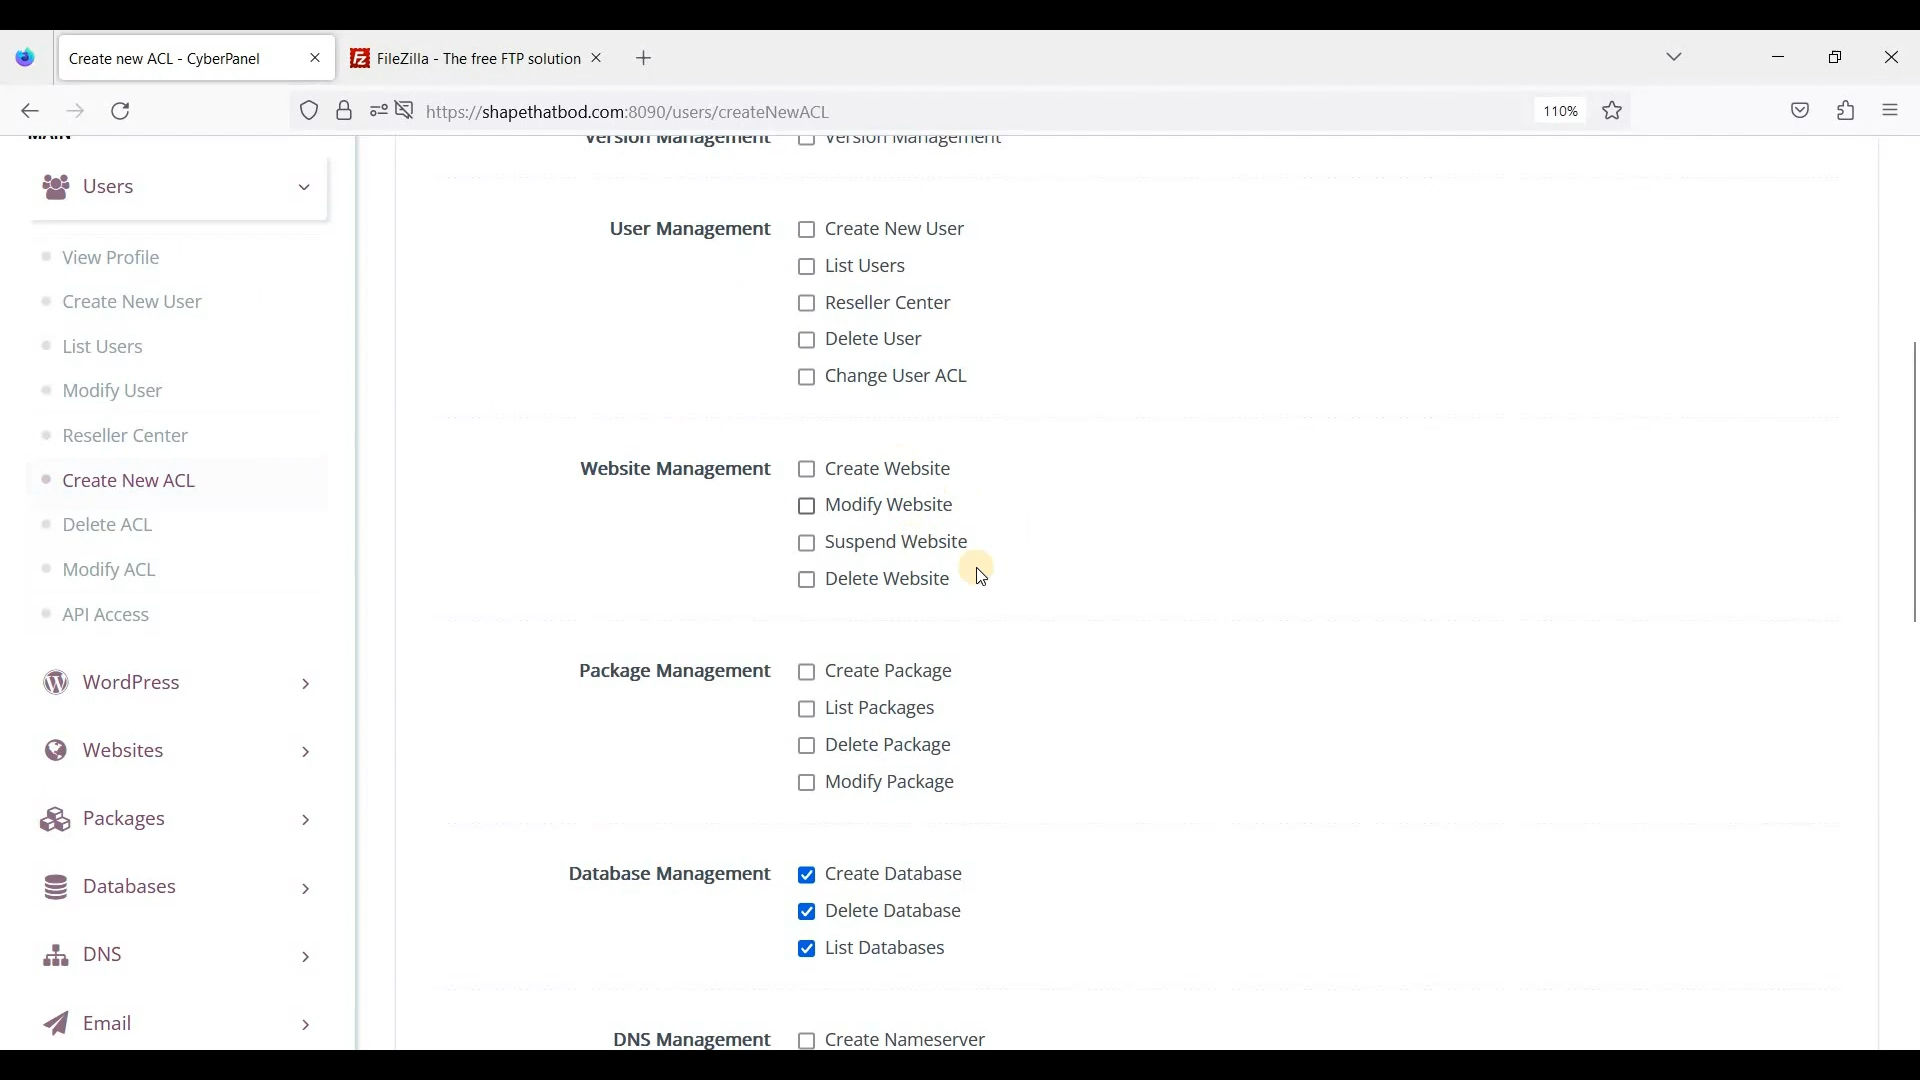 Create new ACL - CyberPanel
FileZilla - The free FTP solution
https://shapethatbod.com:8090/users/createNewACL
110%
MAIN
Users
View Profile
Create New User
List Users
Modify User
Reseller Center
Create New ACL
Delete ACL
Modify ACL
API Access
WordPress
Websites
Packages
Databases
DNS
Email
Version Management Version Management
User Management Create New User
List Users
Reseller Center
Delete User
Change User ACL
Website Management Create Website
Modify Website
Suspend Website
Delete Website
Package Management Create Package
List Packages
Delete Package
Modify Package
Database Management Create Database
Delete Database
List Databases
DNS Management Create Nameserver